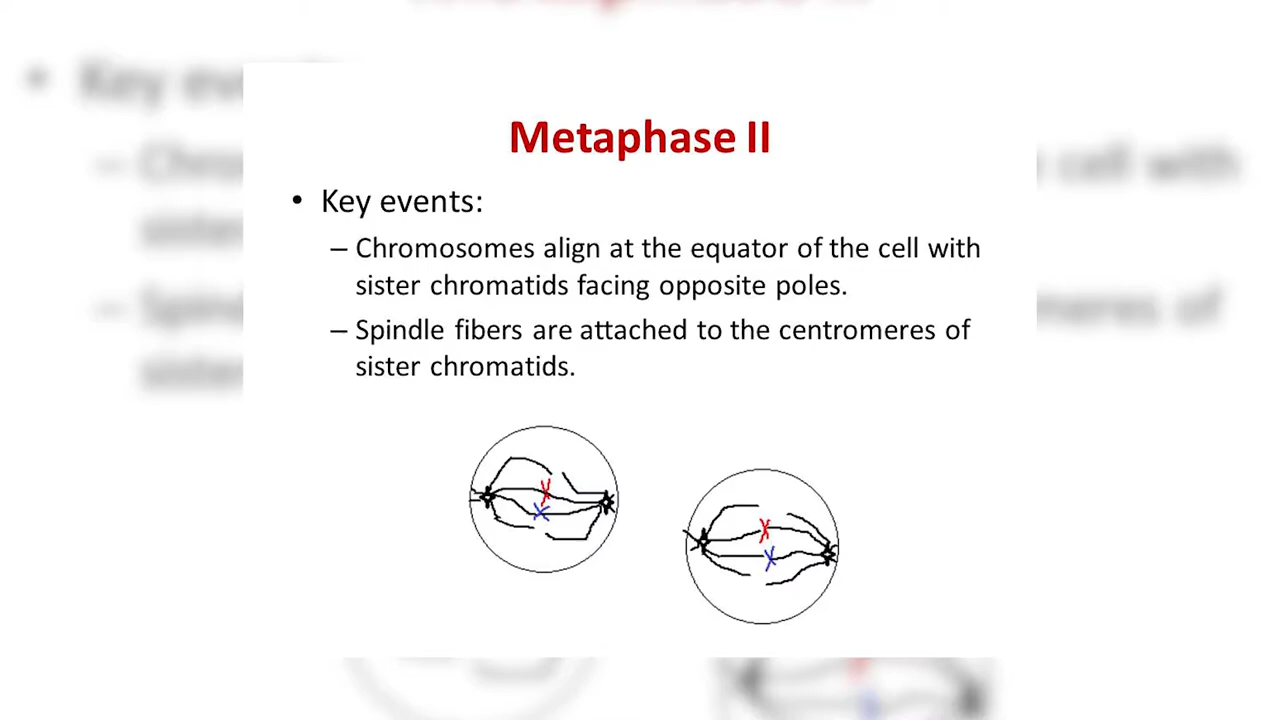 Metaphase II
• Key events:
– Chromosomes align at the equator of the cell with
sister chromatids facing opposite poles.
– Spindle fibers are attached to the centromeres of
sister chromatids.